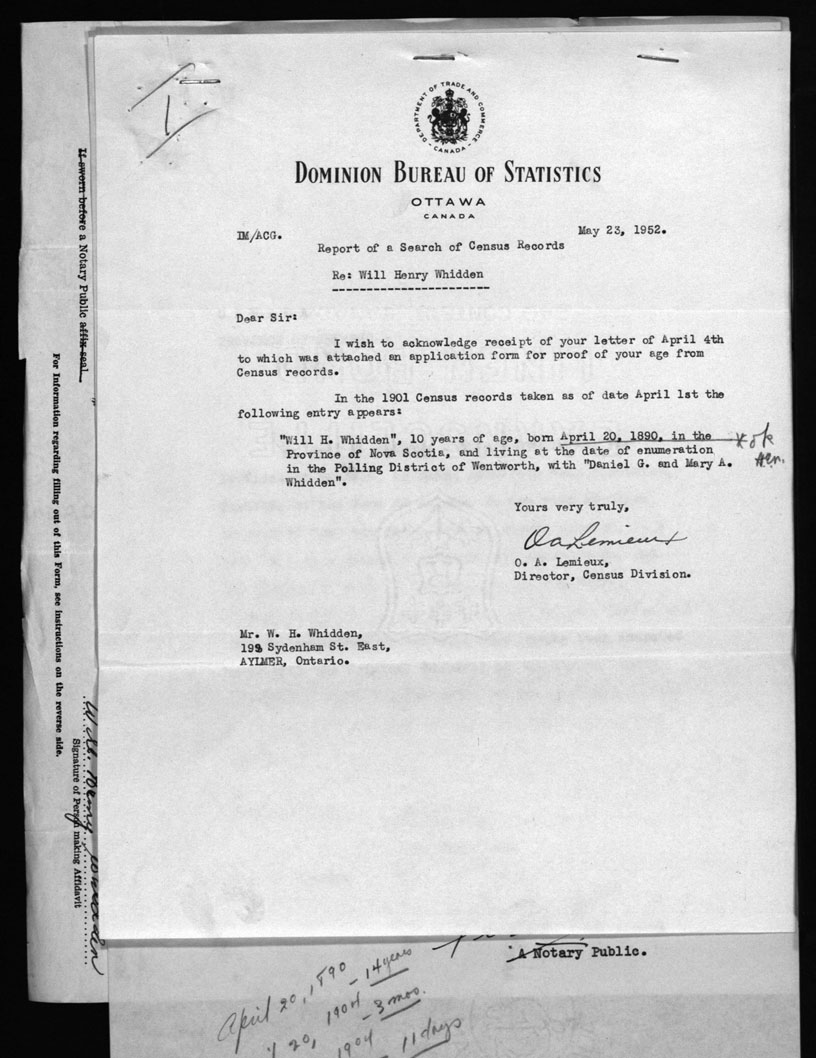 1
DEPARTMENT OF TRADE AND COMMERCE
- CANADA -
DOMINION BUREAU OF STATISTICS
OTTAWA
CANADA
IM/ACG.
May 23, 1952.
Report of a Search of Census Records
Re: Will Henry Whidden
Dear Sir:
I wish to acknowledge receipt of your letter of April 4th
to which was attached an application form for proof of your age from
Census records.
In the 1901 Census records taken as of date April 1st the
following entry appears:
"Will H. Whidden", 10 years of age, born April 20, 1890, in the
Province of Nova Scotia, and living at the date of enumeration
in the Polling District of Wentworth, with "Daniel G. and Mary A.
Whidden".
ok
Yours very truly,
O A Lemieux
O. A. Lemieux,
Director, Census Division.
Mr. W. H. Whidden,
Sydenham St. East,
AYLMER, Ontario.
If sworn before a Notary Public affix seal
For Information regarding filling out of this Form, see instructions on the reverse side.
Will. Henry Whidden
Signature of Person making Affidavit
A Notary Public.
April 20, 1890
20, 1904 - 14 years
1904 - 3 mos.
11 days